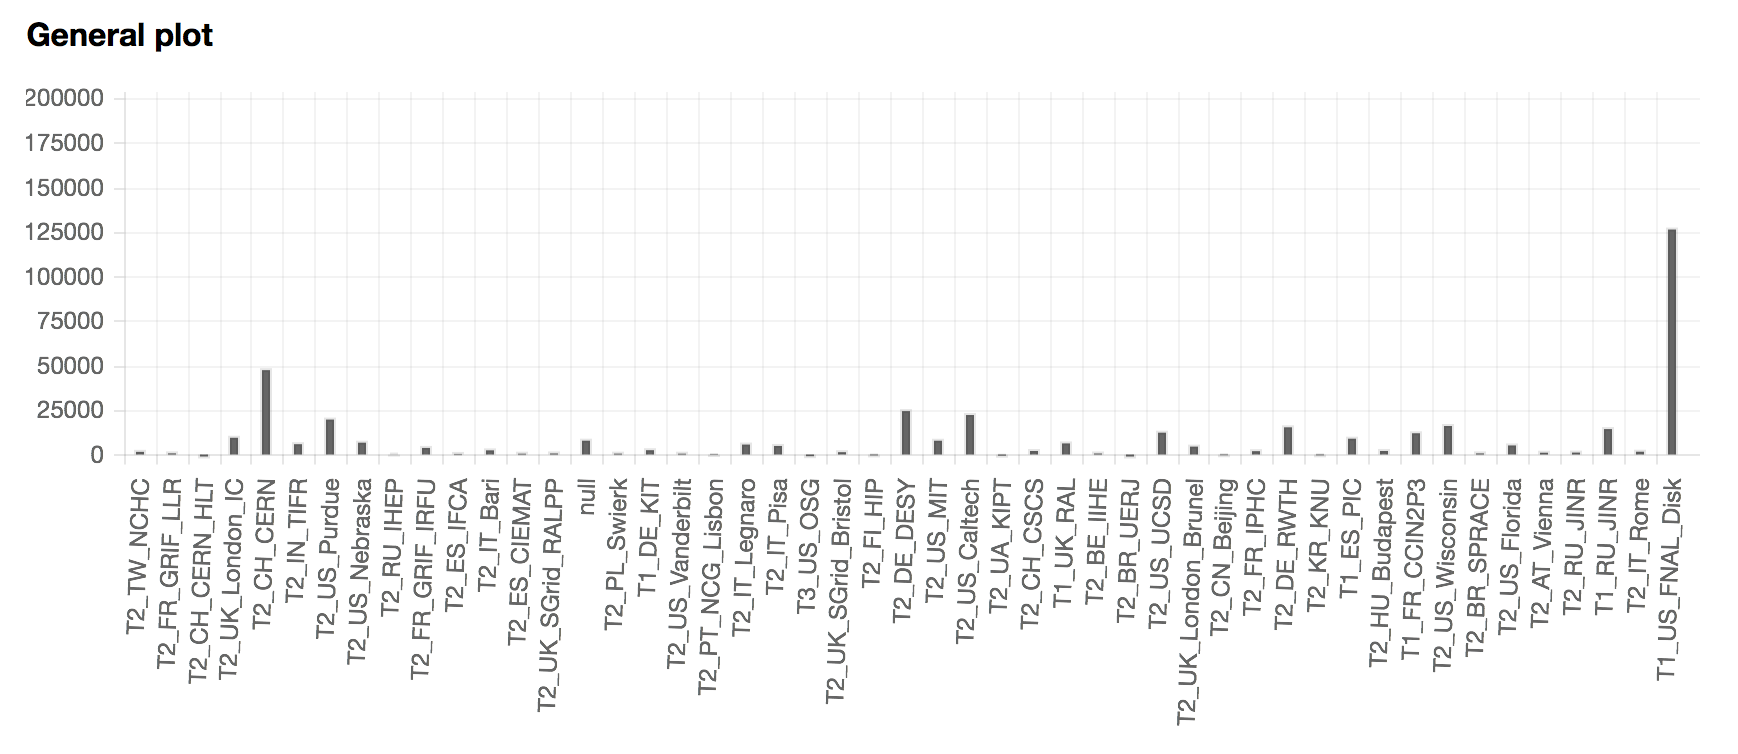 General plot
200000
175000
150000
125000
100000
75000
50000
25000
0
T2_TW_NCHC
T2_FR_GRIF_LLR
T2_CH_CERN_HLT
T2_UK_London_IC
T2_CH_CERN
T2_IN_TIFR
T2_US_Purdue
T2_US_Nebraska
T2_RU_IHEP
T2_FR_GRIF_IRFU
T2_ES_IFCA
T2_IT_Bari
T2_ES_CIEMAT
T2_UK_SGrid_RALPP
null
T2_PL_Swierk
T1_DE_KIT
T2_US_Vanderbilt
T2_PT_NCG_Lisbon
T2_IT_Legnaro
T2_IT_Pisa
T3_US_OSG
T2_UK_SGrid_Bristol
T2_FI_HIP
T2_DE_DESY
T2_US_MIT
T2_US_Caltech
T2_UA_KIPT
T2_CH_CSCS
T1_UK_RAL
T2_BE_IIHE
T2_BR_UERJ
T2_US_UCSD
T2_UK_London_Brunel
T2_CN_Beijing
T2_FR_IPHC
T2_DE_RWTH
T2_KR_KNU
T1_ES_PIC
T2_HU_Budapest
T1_FR_CCIN2P3
T2_US_Wisconsin
T2_BR_SPRACE
T2_US_Florida
T2_AT_Vienna
T2_RU_JINR
T1_RU_JINR
T2_IT_Rome
T1_US_FNAL_Disk